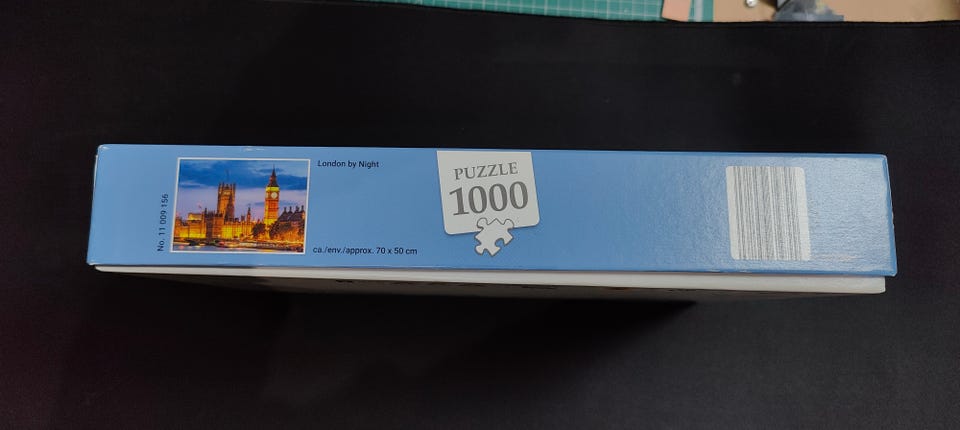 No. 11 009 156
London by Night
ca./env./approx. 70 x 50 cm
PUZZLE
1000